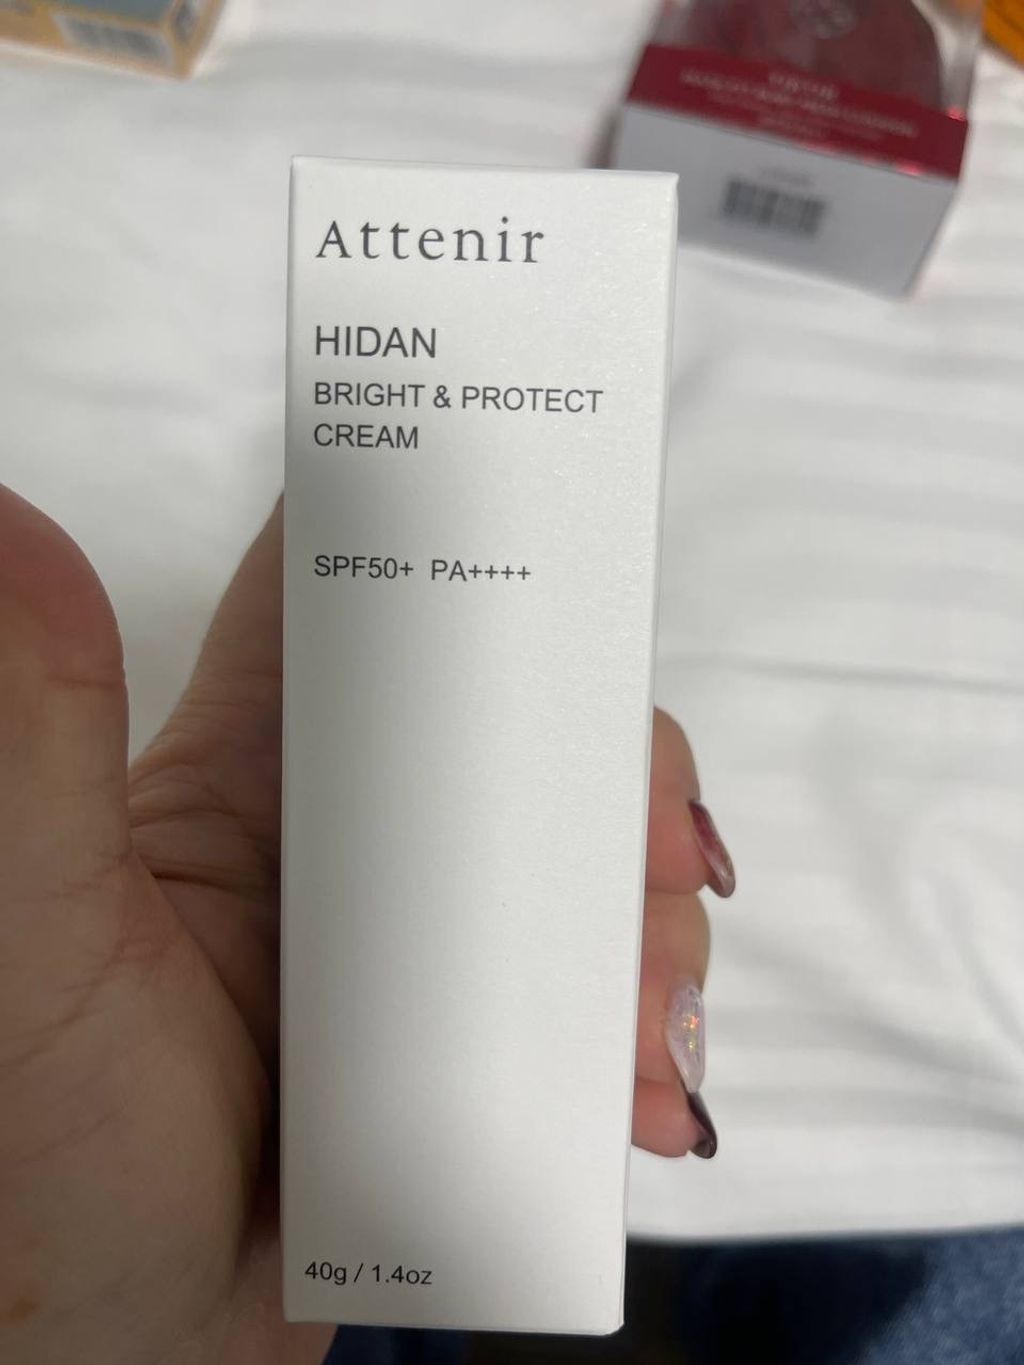 Attenir
HIDAN
BRIGHT & PROTECT
CREAM
SPF50+ PA++++
40g / 1.4oz